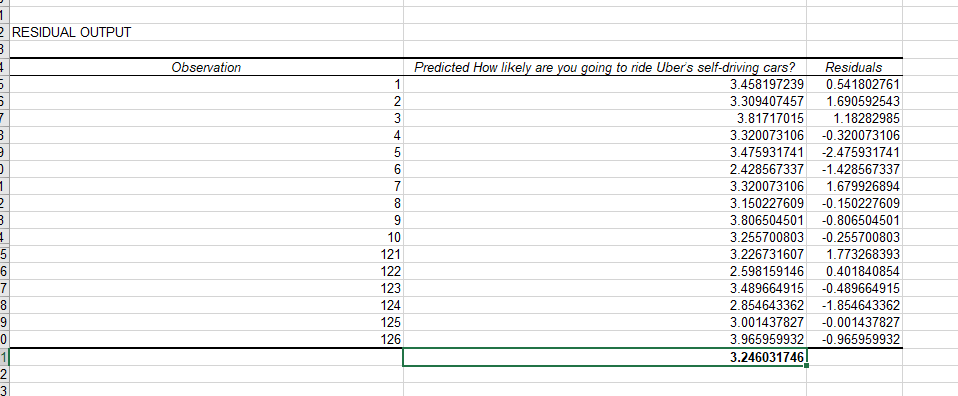 RESIDUAL OUTPUT
Observation Predicted How likely are you going to ride Uber's self-driving cars? Residuals
1 3.458197239 0.541802761
2 3.309407457 1.690592543
3 3.81717015 1.18282985
4 3.320073106 -0.320073106
5 3.475931741 -2.475931741
6 2.428567337 -1.428567337
7 3.320073106 1.679926894
8 3.150227609 -0.150227609
9 3.806504501 -0.806504501
10 3.255700803 -0.255700803
121 3.226731607 1.773268393
122 2.598159146 0.401840854
123 3.489664915 -0.489664915
124 2.854643362 -1.854643362
125 3.001437827 -0.001437827
126 3.965959932 -0.965959932
3.246031746